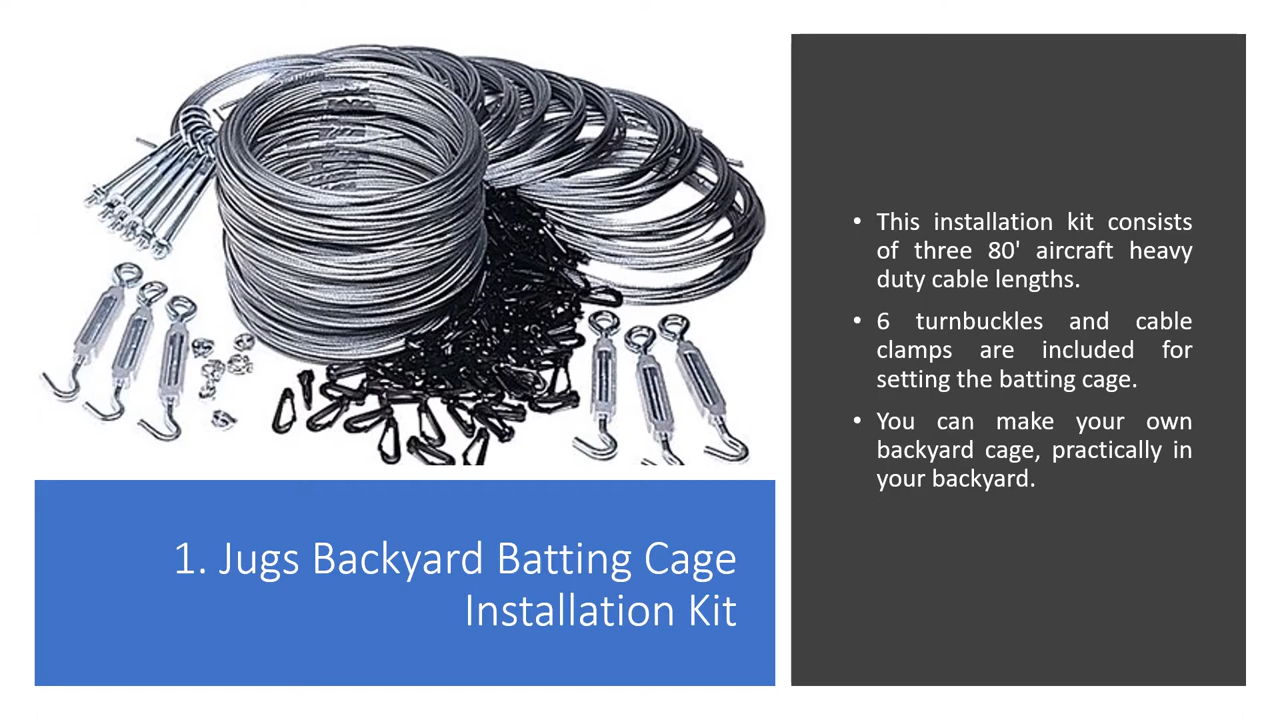 1. Jugs Backyard Batting Cage
Installation Kit
• This installation kit consists
of three 80' aircraft heavy
duty cable lengths.
• 6 turnbuckles and cable
clamps are included for
setting the batting cage.
• You can make your own
backyard cage, practically in
your backyard.